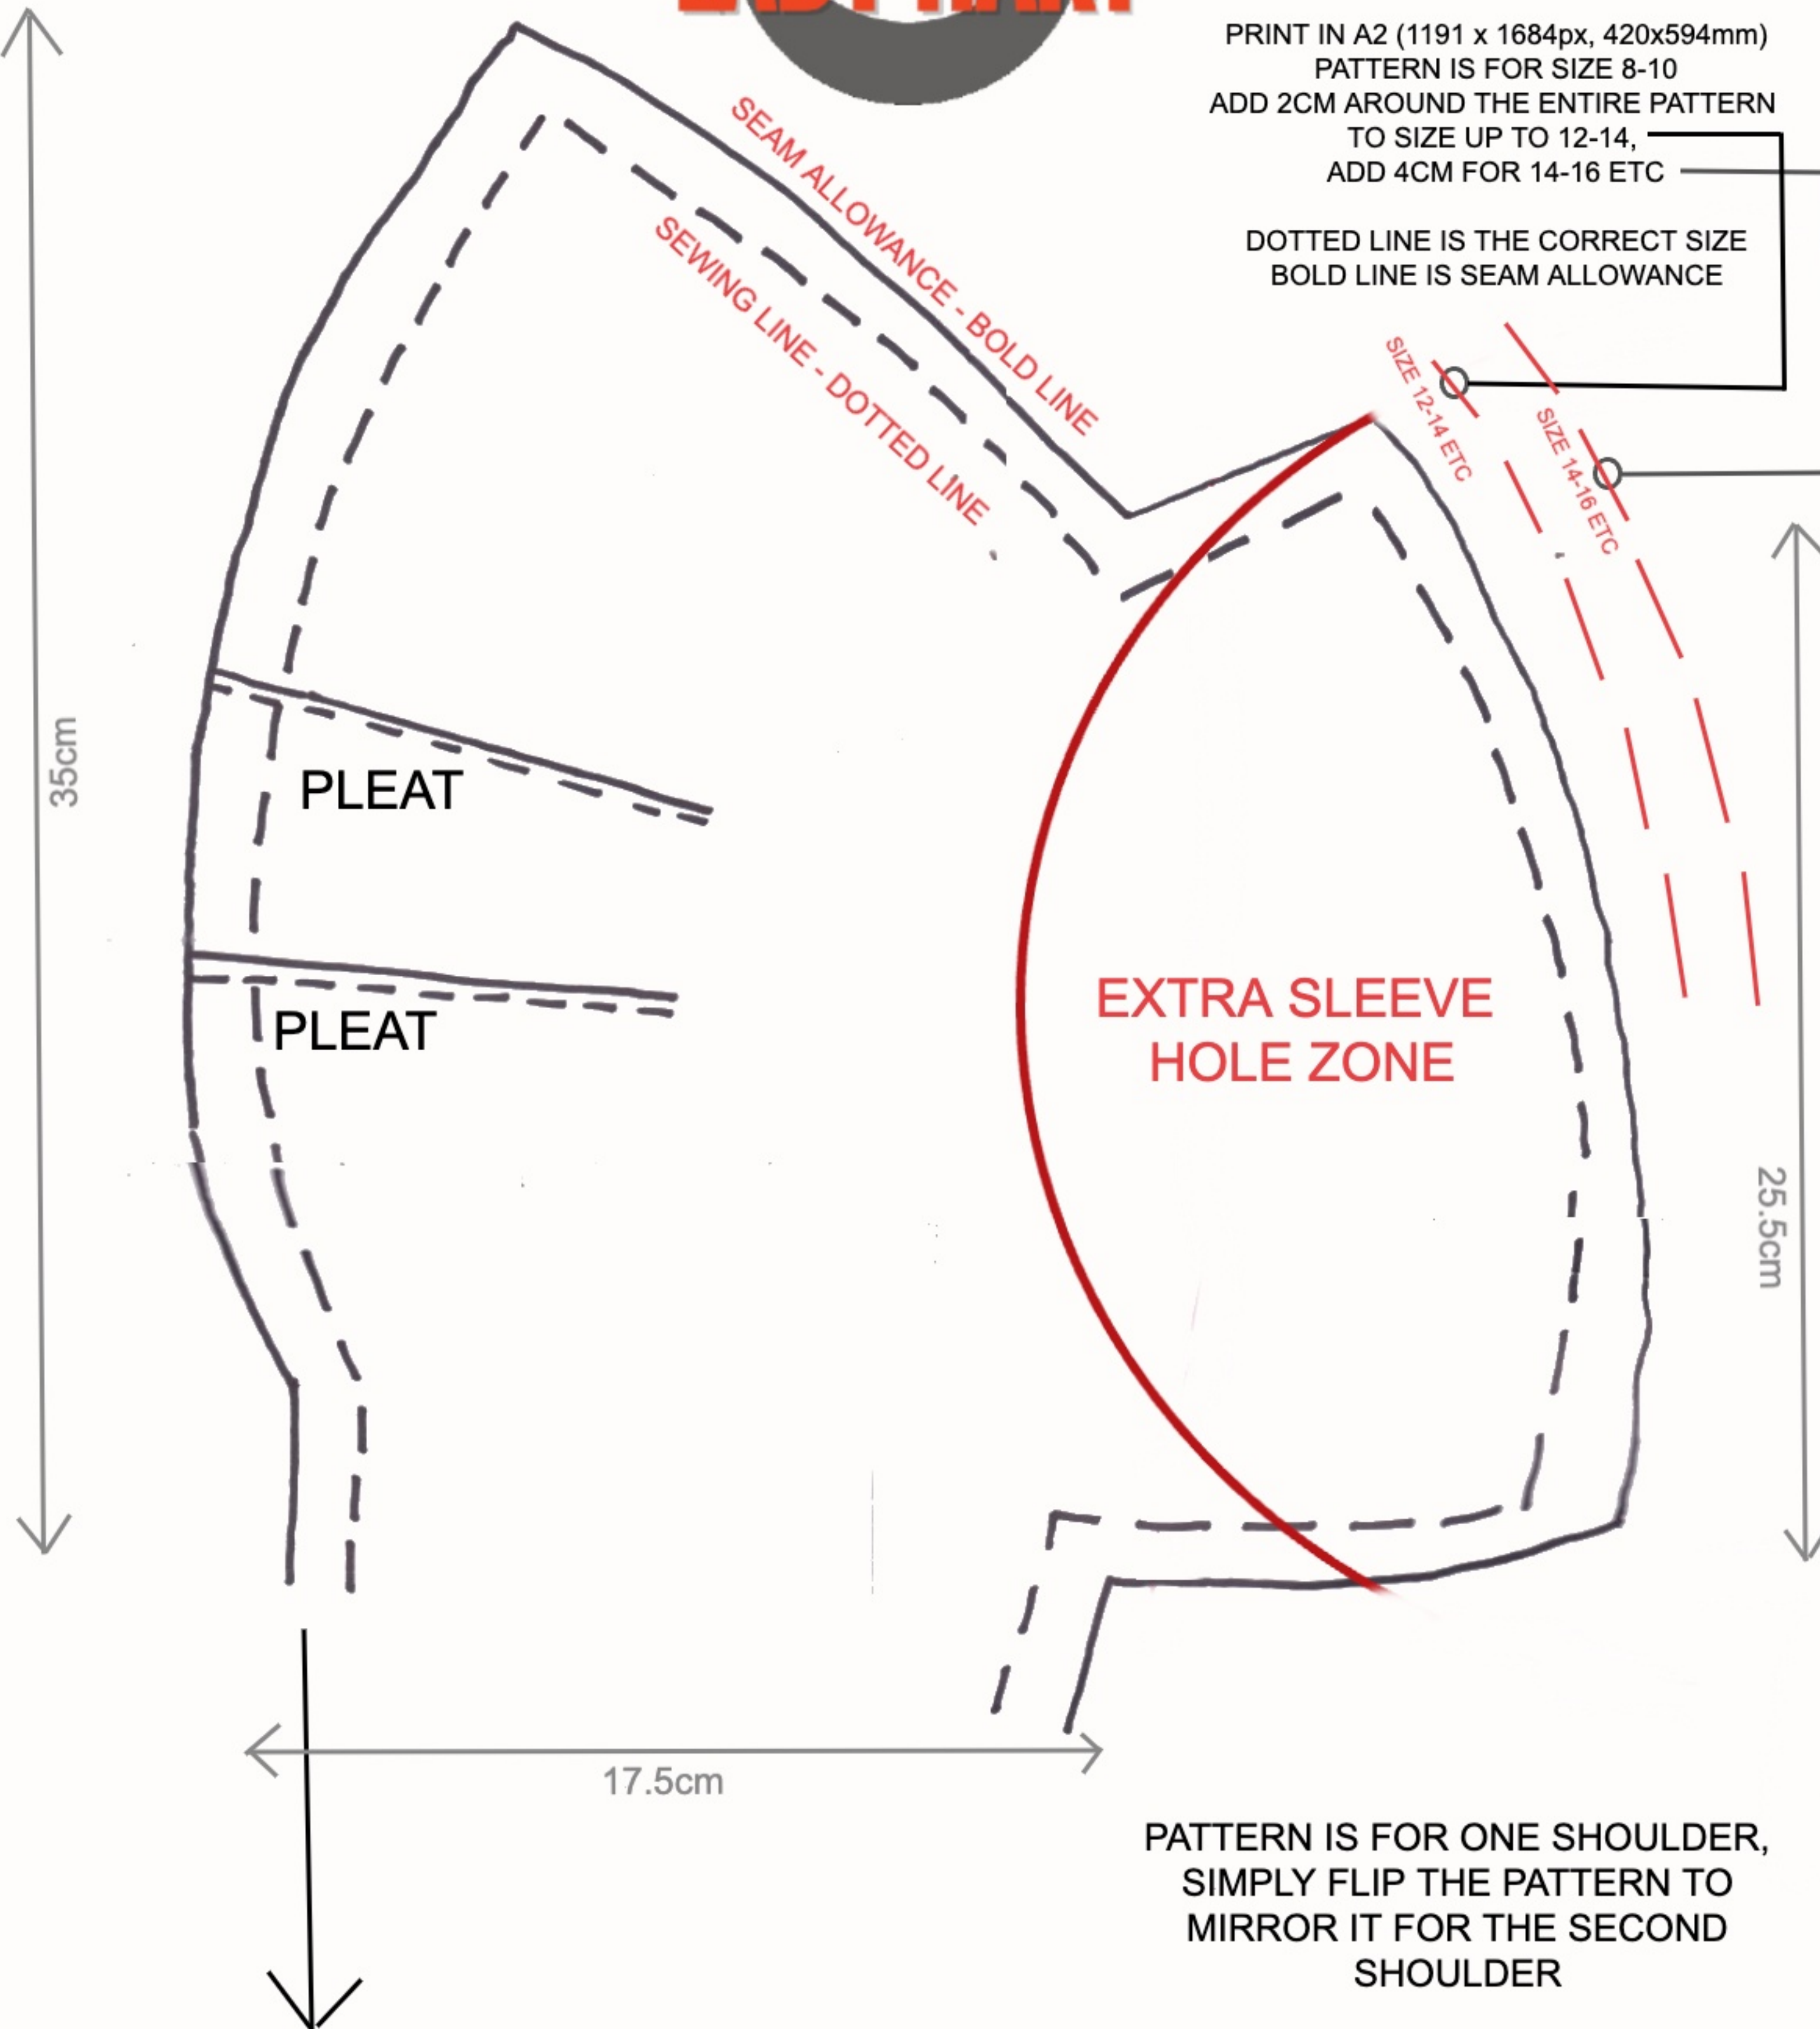 PRINT IN A2 (1191 x 1684px, 420x594mm)
PATTERN IS FOR SIZE 8-10
ADD 2CM AROUND THE ENTIRE PATTERN
TO SIZE UP TO 12-14,
ADD 4CM FOR 14-16 ETC
DOTTED LINE IS THE CORRECT SIZE
BOLD LINE IS SEAM ALLOWANCE
SEAM ALLOWANCE - BOLD LINE
SEWING LINE - DOTTED LINE
SIZE 12-14 ETC
SIZE 14-16 ETC
35cm
PLEAT
PLEAT
EXTRA SLEEVE
HOLE ZONE
25.5cm
17.5cm
PATTERN IS FOR ONE SHOULDER,
SIMPLY FLIP THE PATTERN TO
MIRROR IT FOR THE SECOND
SHOULDER